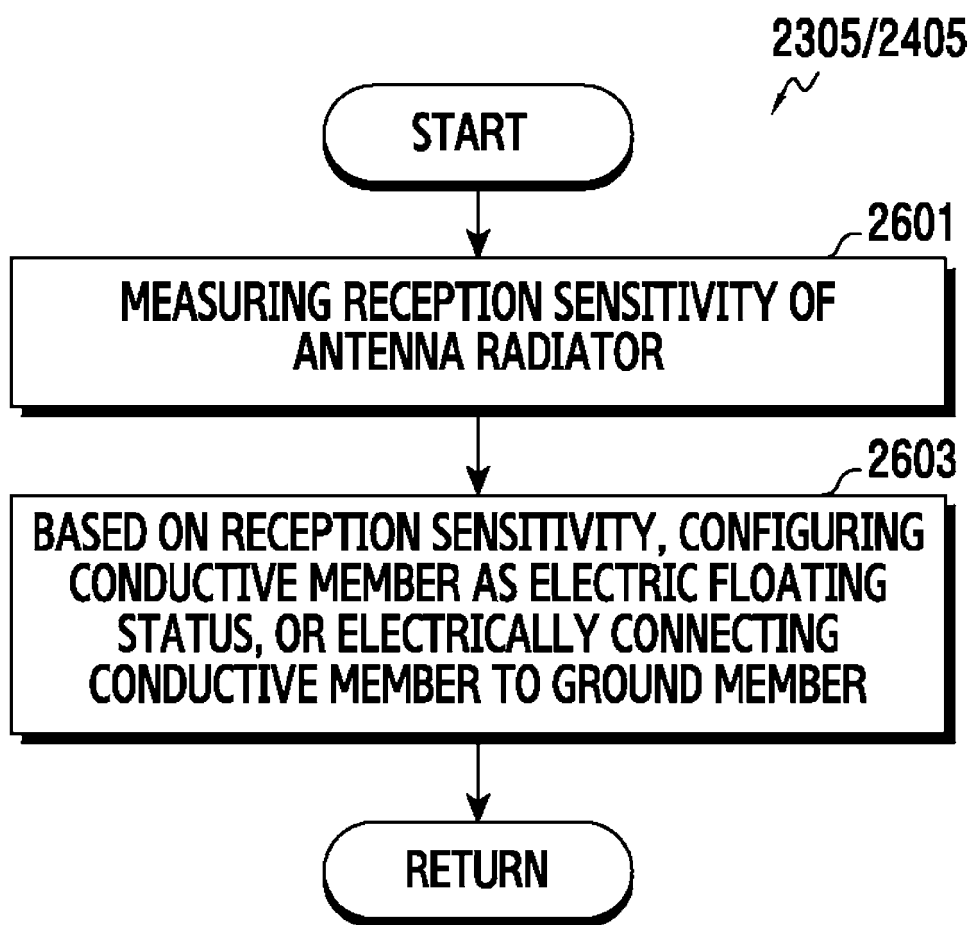 2305/2405
START
2601
MEASURING RECEPTION SENSITIVITY OF
ANTENNA RADIATOR
2603
BASED ON RECEPTION SENSITIVITY, CONFIGURING
CONDUCTIVE MEMBER AS ELECTRIC FLOATING
STATUS, OR ELECTRICALLY CONNECTING
CONDUCTIVE MEMBER TO GROUND MEMBER
RETURN